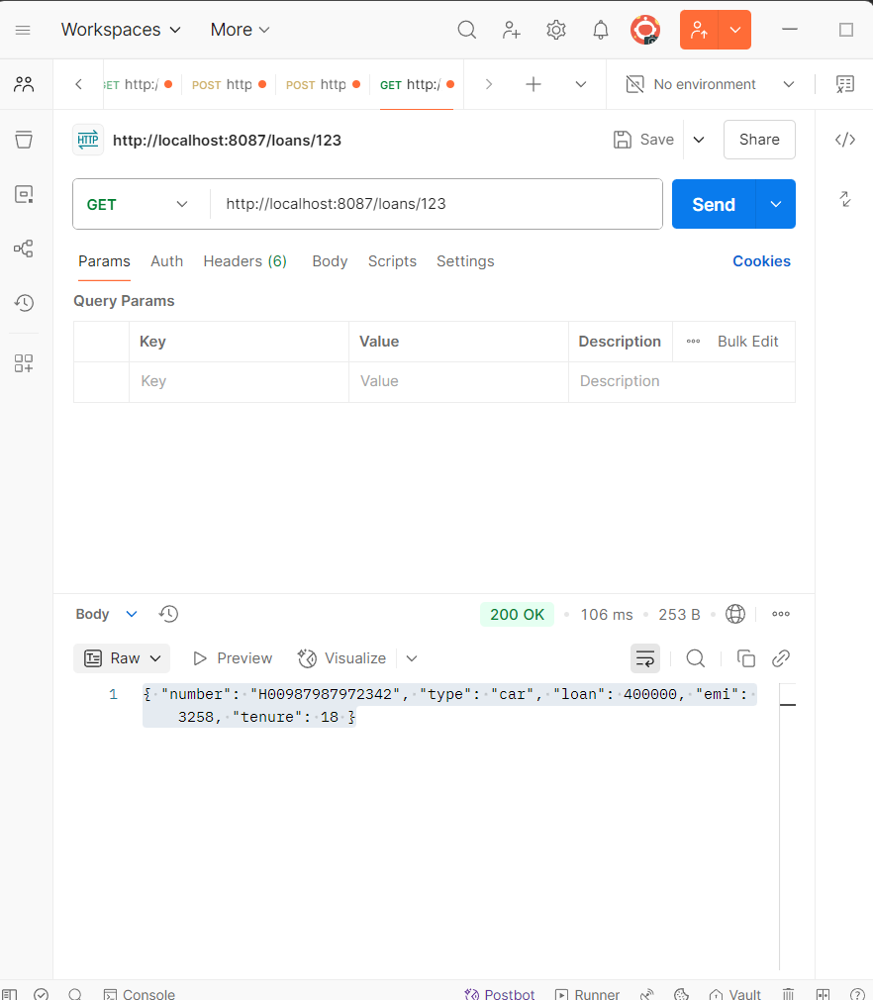 Workspaces More
GET http:/ POST http POST http GET http:/ No environment
HTTP http://localhost:8087/loans/123 Save Share
GET http://localhost:8087/loans/123 Send
Params Auth Headers (6) Body Scripts Settings Cookies
Query Params
Key Value Description Bulk Edit
Key Value Description
Body 200 OK 106 ms 253 B
Raw Preview Visualize
1 { "number": "H00987987972342", "type": "car", "loan": 400000, "emi":
3258, "tenure": 18 }
Console Postbot Runner Vault